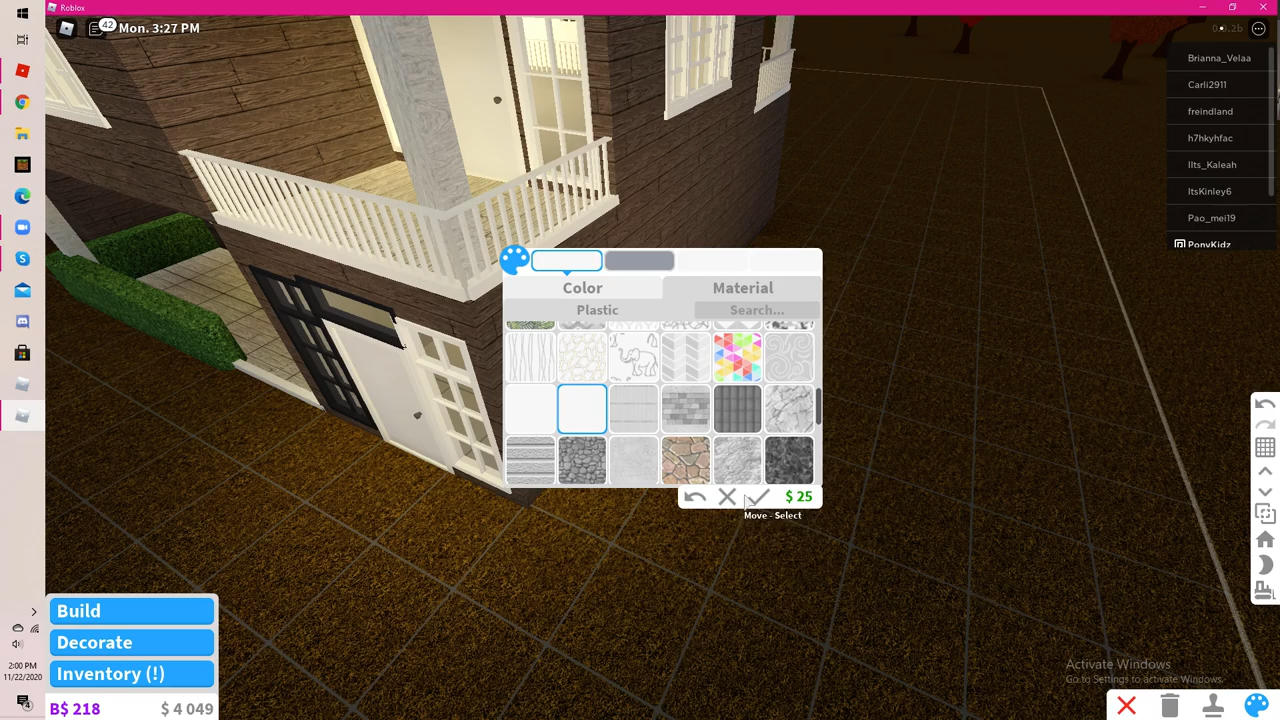 Roblox
42 Mon. 3:27 PM
Brianna_Velaa
Carli2911
freindland
h7hkyhfac
IIts_Kaleah
ItsKinley6
Pao_mei19
PonyKidz
Color
Material
Plastic
Search...
$ 25
Move - Select
Build
Decorate
Inventory (!)
B$ 218
$ 4 049
2:00 PM
11/22/2020
4
Activate Windows
Go to Settings to activate Windows.